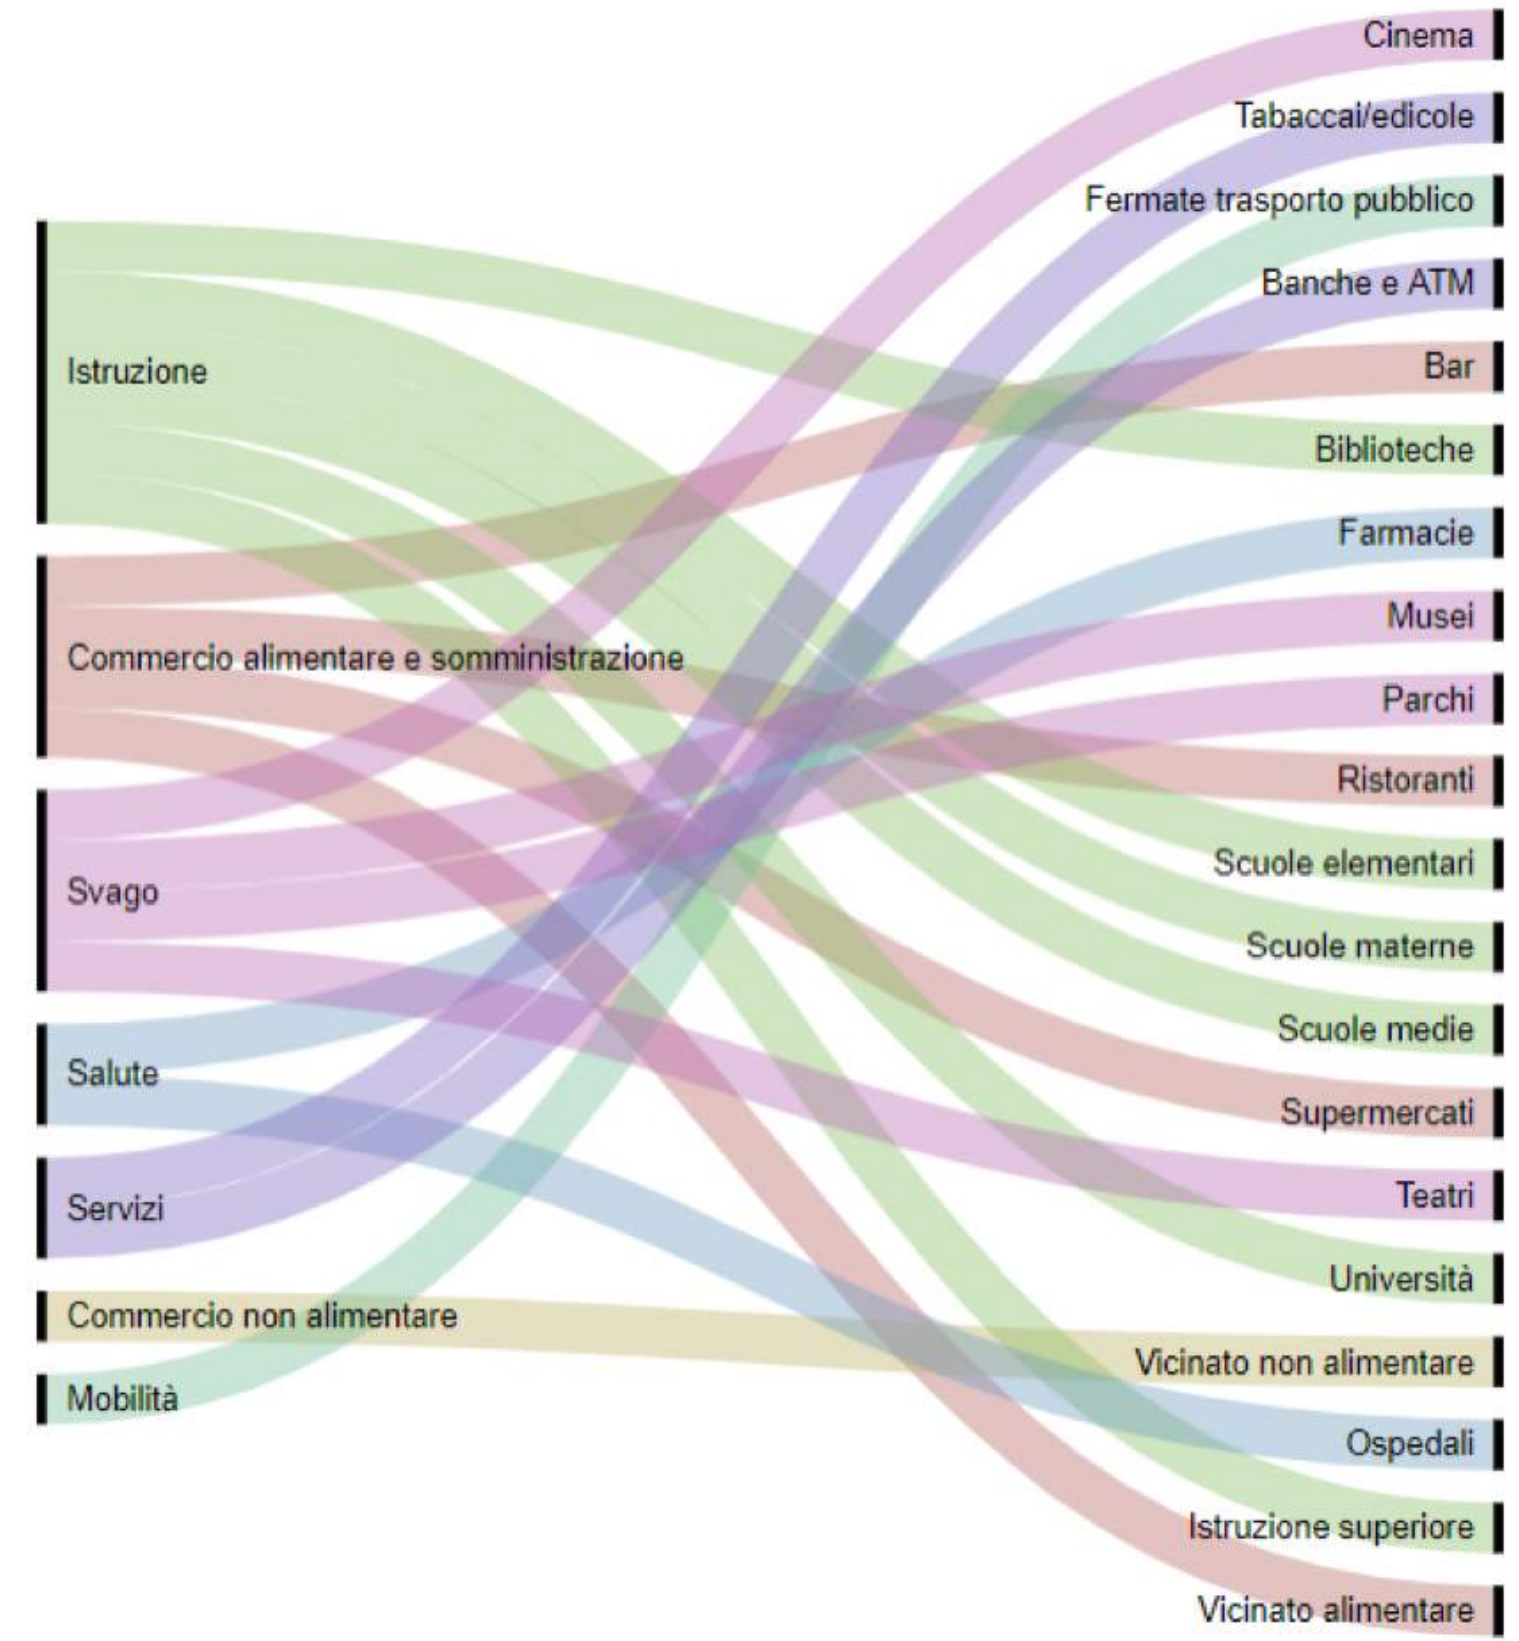 Istruzione
Commercio alimentare e somministrazione
Svago
Salute
Servizi
Commercio non alimentare
Mobilità
Cinema
Tabaccai/edicole
Fermate trasporto pubblico
Banche e ATM
Bar
Biblioteche
Farmacie
Musei
Parchi
Ristoranti
Scuole elementari
Scuole materne
Scuole medie
Supermercati
Teatri
Università
Vicinato non alimentare
Ospedali
Istruzione superiore
Vicinato alimentare